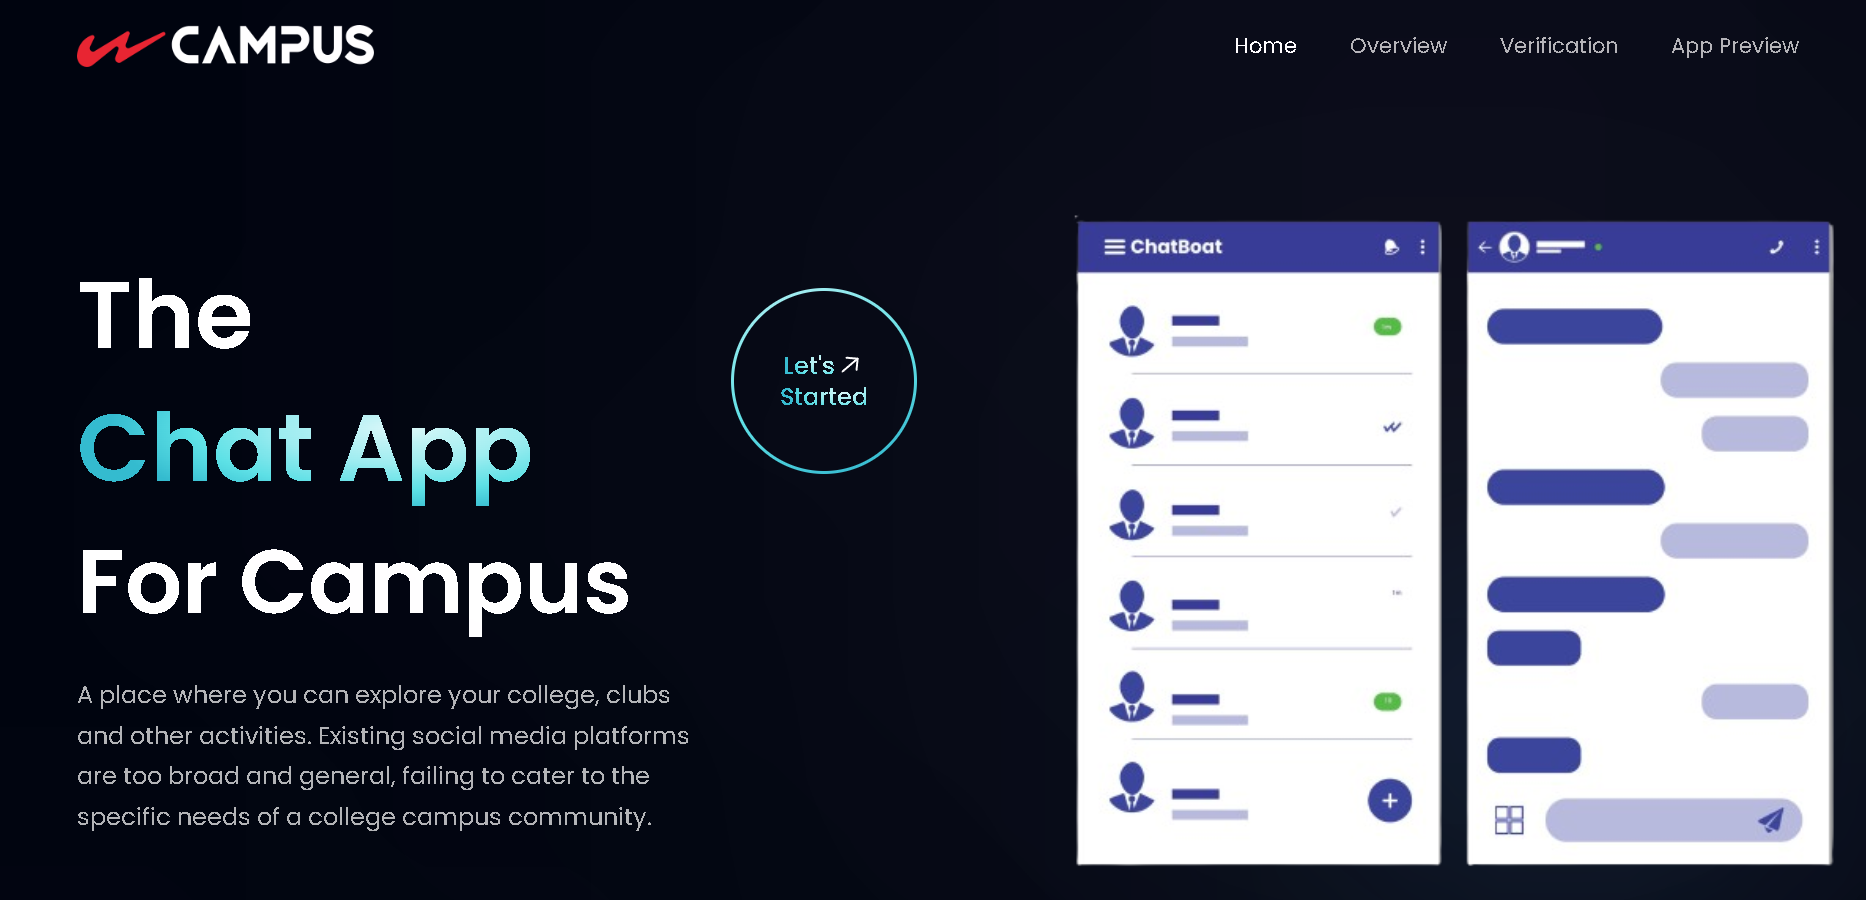 CAMPUS
Home Overview Verification App Preview
The
Chat App
For Campus
Let's
Started
A place where you can explore your college, clubs
and other activities. Existing social media platforms
are too broad and general, failing to cater to the
specific needs of a college campus community.
ChatBoat